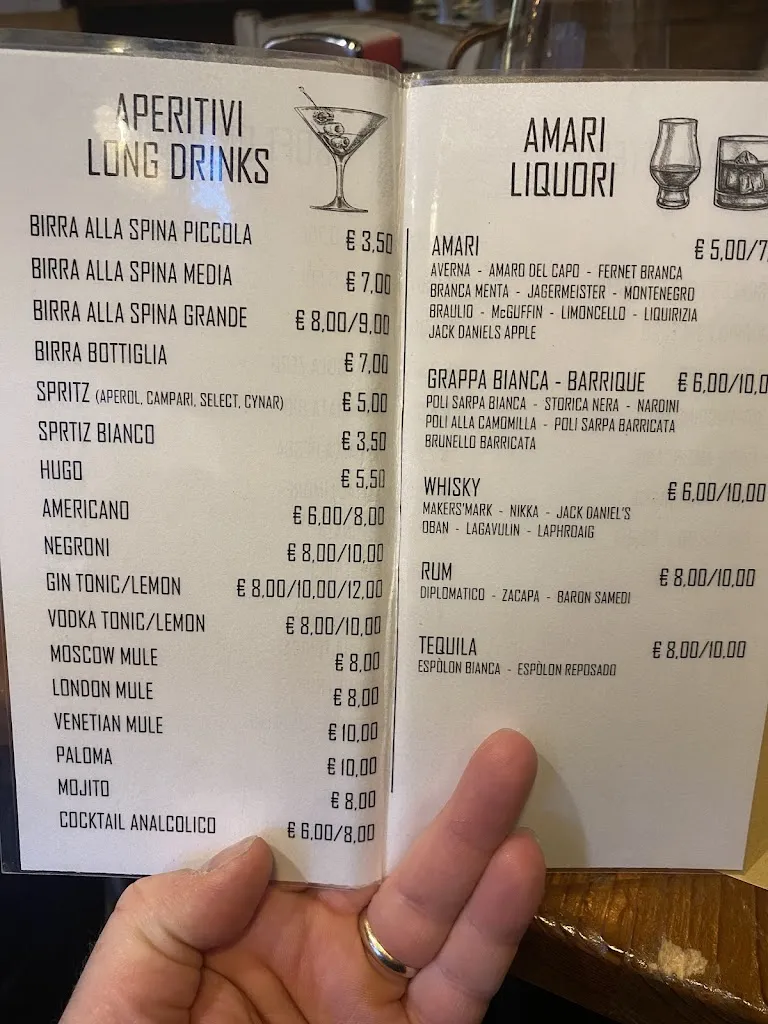 APERITIVI
LONG DRINKS
BIRRA ALLA SPINA PICCOLA € 3,50
BIRRA ALLA SPINA MEDIA € 7,00
BIRRA ALLA SPINA GRANDE € 8,00/9,00
BIRRA BOTTIGLIA € 7,00
SPRITZ (APEROL, CAMPARI, SELECT, CYNAR) € 5,00
SPRTIZ BIANCO € 3,50
HUGO € 5,50
AMERICANO € 6,00/8,00
NEGRONI € 8,00/10,00
GIN TONIC/LEMON € 8,00/10,00/12,00
VODKA TONIC/LEMON € 8,00/10,00
MOSCOW MULE € 8,00
LONDON MULE € 8,00
VENETIAN MULE € 10,00
PALOMA € 10,00
MOJITO € 8,00
COCKTAIL ANALCOLICO € 6,00/8,00
AMARI
LIQUORI
AMARI € 5,00/7,
AVERNA - AMARO DEL CAPO - FERNET BRANCA
BRANCA MENTA - JAGERMEISTER - MONTENEGRO
BRAULIO - McGUFFIN - LIMONCELLO - LIQUIRIZIA
JACK DANIELS APPLE
GRAPPA BIANCA - BARRIQUE € 6,00/10,0
POLI SARPA BIANCA - STORICA NERA - NARDINI
POLI ALLA CAMOMILLA - POLI SARPA BARRICATA
BRUNELLO BARRICATA
WHISKY € 6,00/10,00
MAKERS'MARK - NIKKA - JACK DANIEL'S
OBAN - LAGAVULIN - LAPHROAIG
RUM € 8,00/10,00
DIPLOMATICO - ZACAPA - BARON SAMEDI
TEQUILA € 8,00/10,00
ESPÒLON BIANCA - ESPÒLON REPOSADO